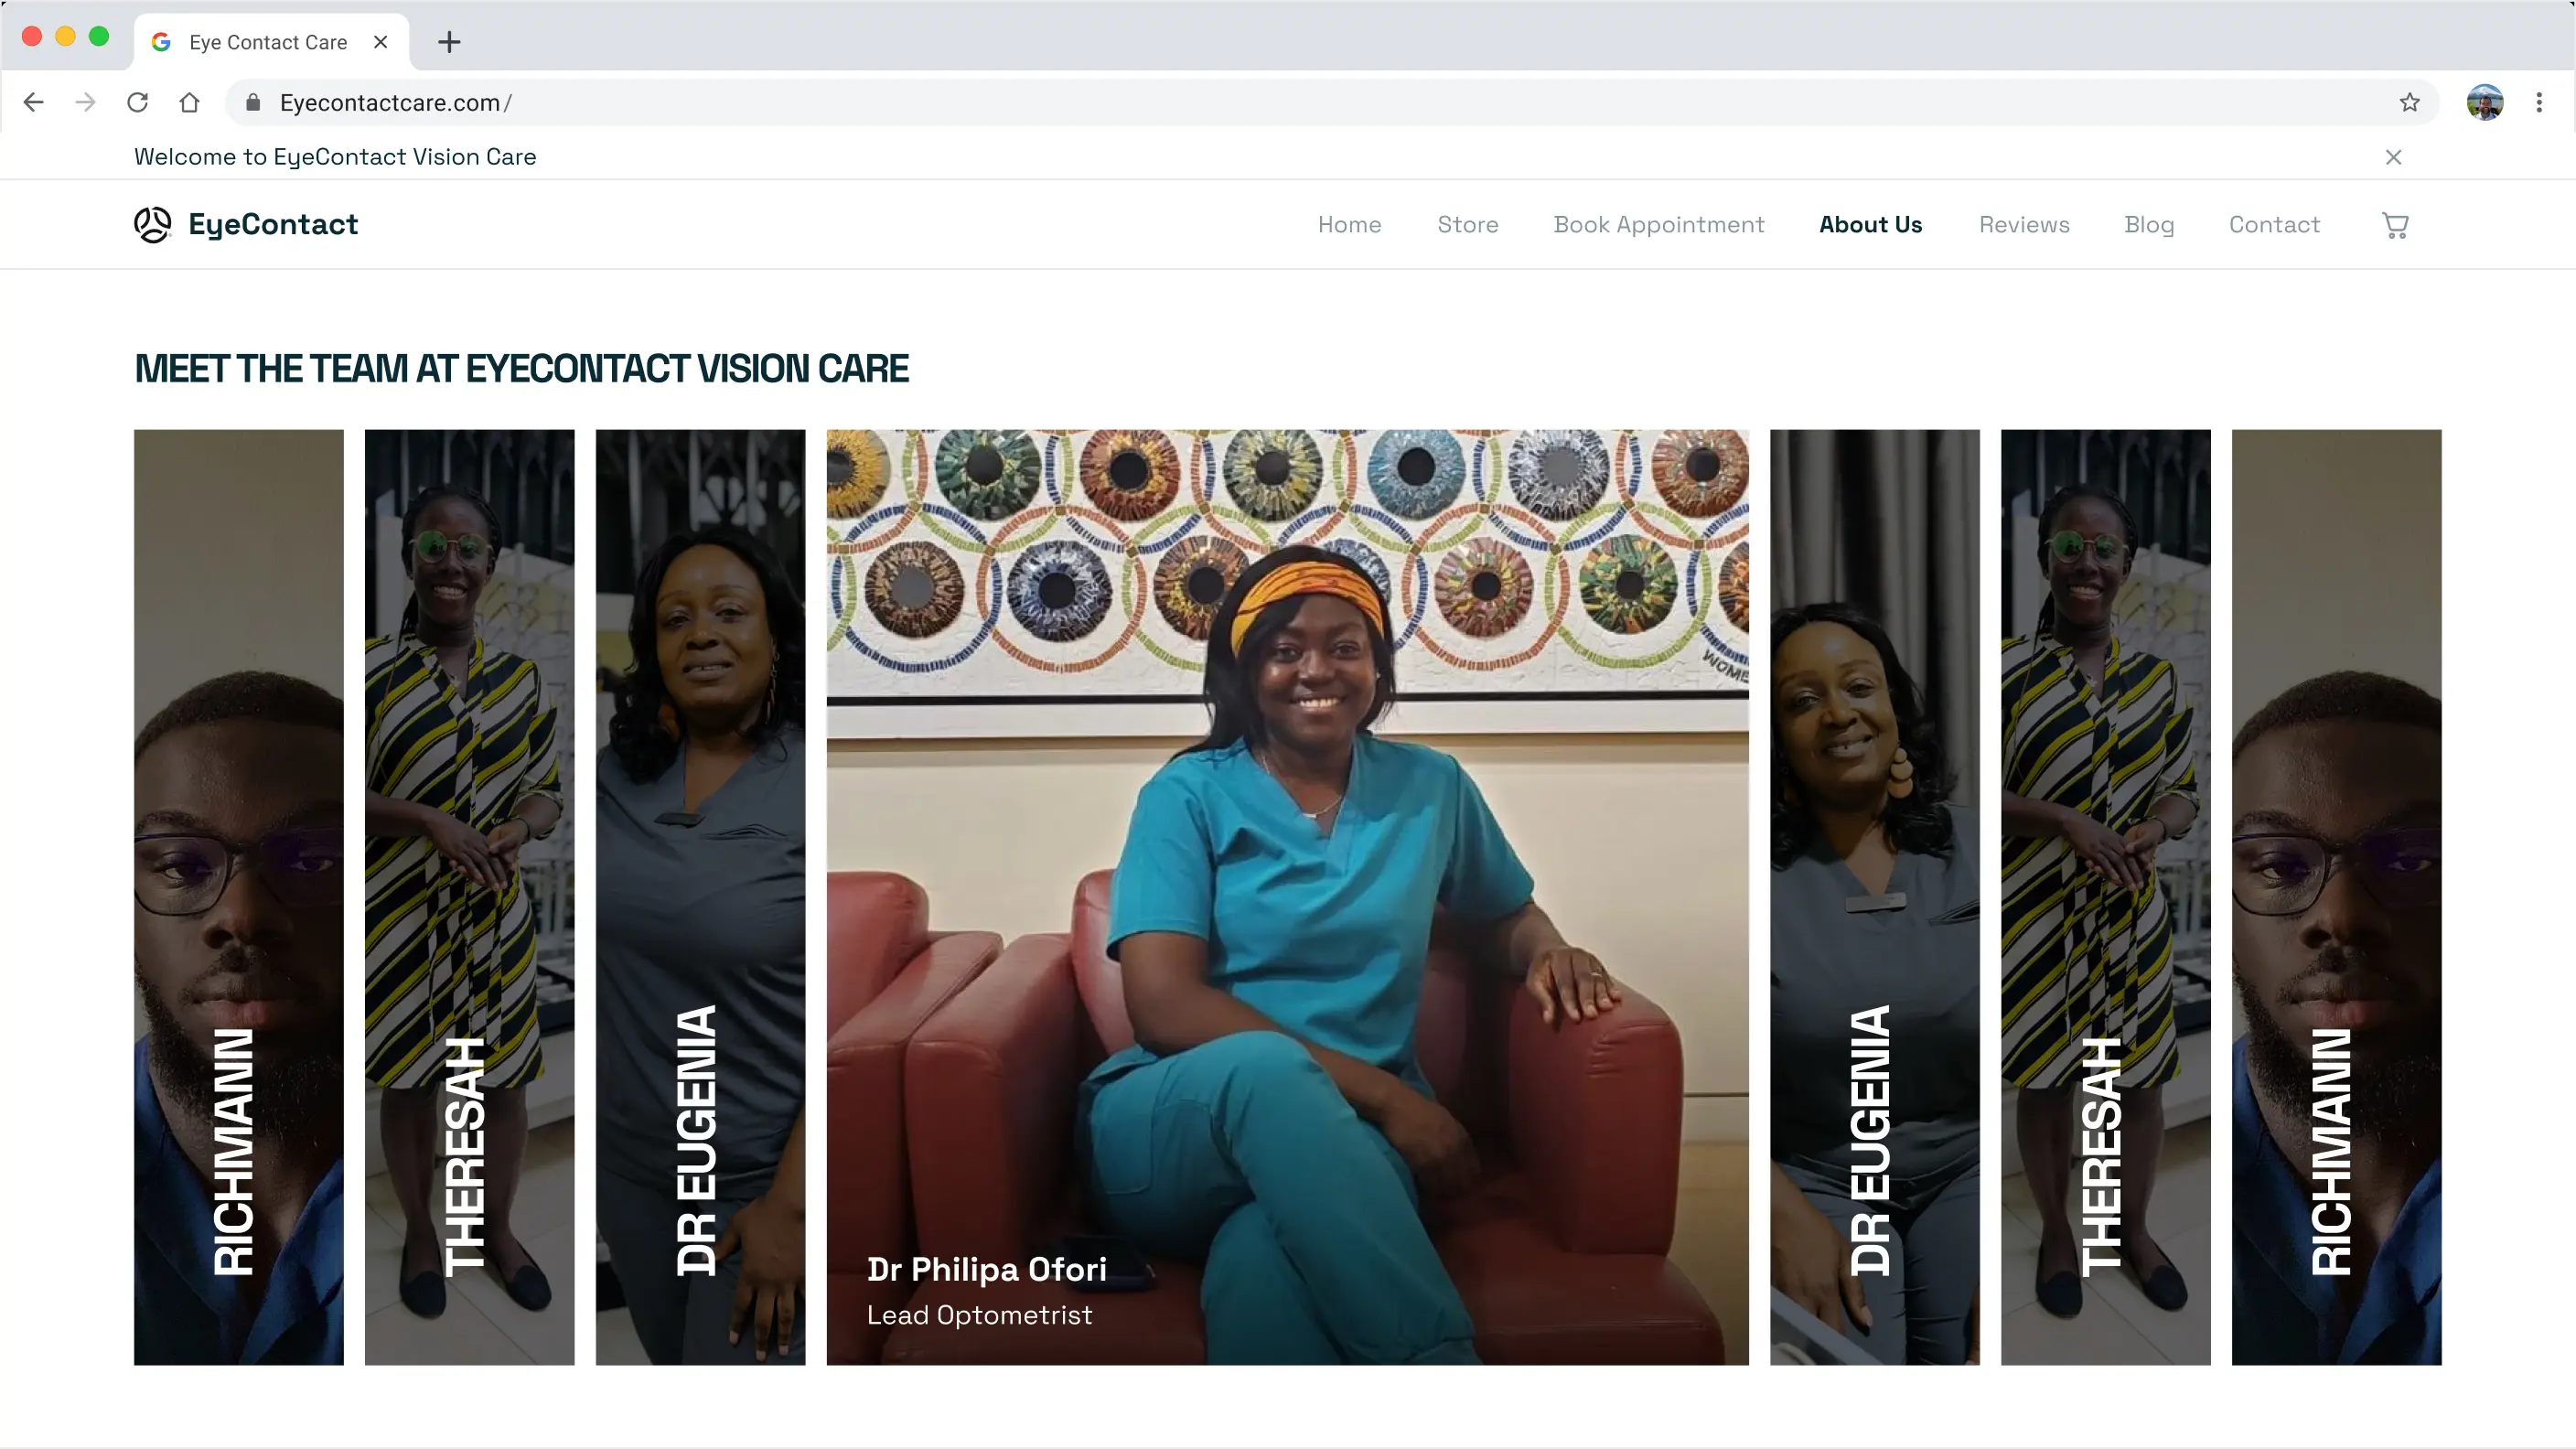 Eye Contact Care
Eyecontactcare.com/
Welcome to EyeContact Vision Care
EyeContact
Home Store Book Appointment About Us Reviews Blog Contact
MEET THE TEAM AT EYECONTACT VISION CARE
WOME
RICHMANN
THERESAH
DR EUGENIA
Dr Philipa Ofori
Lead Optometrist
DR EUGENIA
THERESAH
RICHMANN